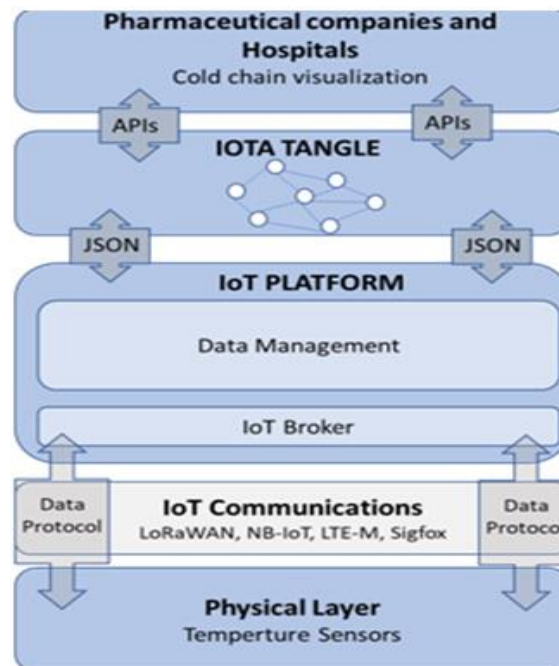 Pharmaceutical companies and
Hospitals
Cold chain visualization
APIs
APIs
IOTA TANGLE
JSON
JSON
IoT PLATFORM
Data Management
IoT Broker
Data
Protocol
IoT Communications
LoRaWAN, NB-IoT, LTE-M, Sigfox
Data
Protocol
Physical Layer
Temperture Sensors